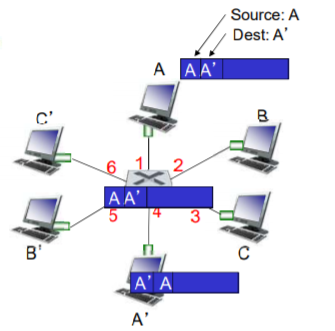 Source: A
Dest: A'
A
A A'
C'
B
6 1 2
A A'
5 4 3
B'
C
A' A
A'